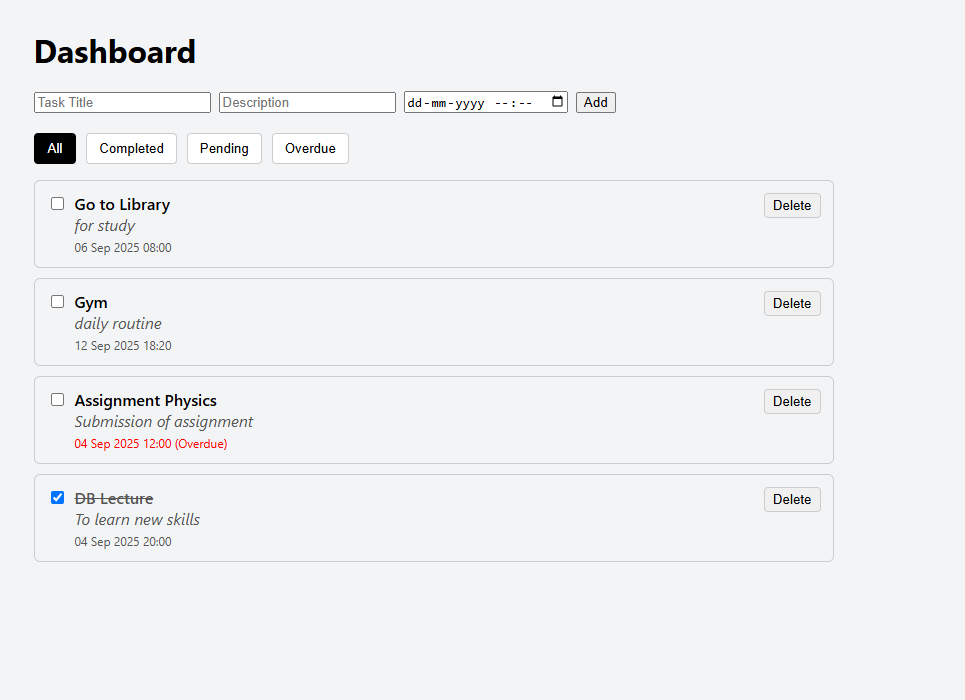 Dashboard
Task Title Description dd-mm-yyyy --:-- Add
All Completed Pending Overdue
Go to Library Delete
for study
06 Sep 2025 08:00
Gym Delete
daily routine
12 Sep 2025 18:20
Assignment Physics Delete
Submission of assignment
04 Sep 2025 12:00 (Overdue)
DB Lecture Delete
To learn new skills
04 Sep 2025 20:00